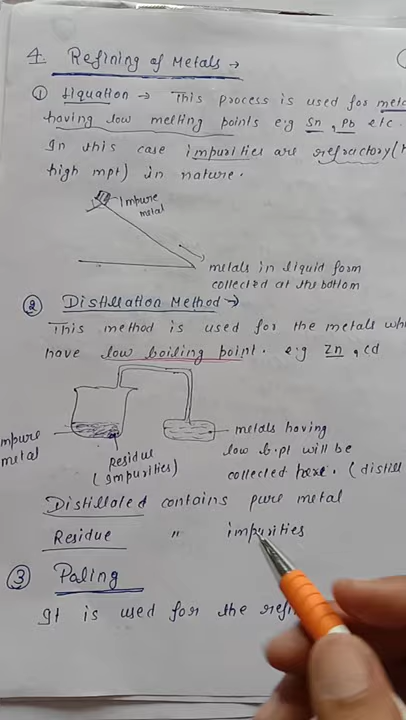 4. Refining of Metals →
① Liquation → This process is used for metal
having low melting points e.g Sn, Pb etc.
In this case impurities are refractory (h
high mpt) in nature.
Impure
metal
metals in liquid form
collected at the bottom
② Distillation Method →
This method is used for the metals whi
have low boiling point. e.g Zn, cd
Impure
metal
Residue
(Impurities)
metals having
low b.pt will be
collected here. (distill
Distillated contains pure metal
Residue " impurities
③ Poling
It is used for the refi